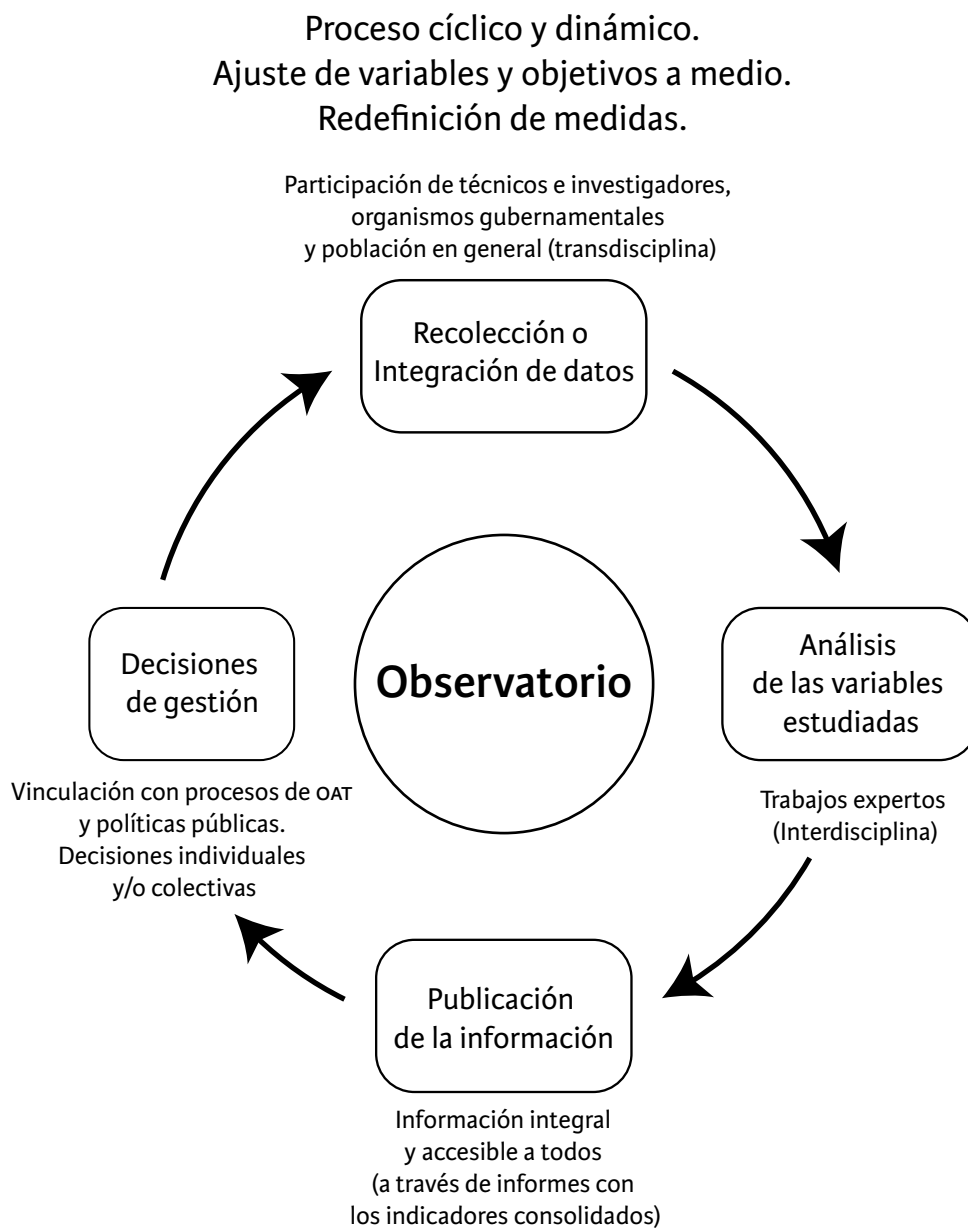 Proceso cíclico y dinámico.
Ajuste de variables y objetivos a medio.
Redefinición de medidas.
Participación de técnicos e investigadores,
organismos gubernamentales
y población en general (transdisciplina)
Recolección o
Integración de datos
Análisis
de las variables
estudiadas
Trabajos expertos
(Interdisciplina)
Publicación
de la información
Información integral
y accesible a todos
(a través de informes con
los indicadores consolidados)
Decisiones
de gestión
Vinculación con procesos de OAT
y políticas públicas.
Decisiones individuales
y/o colectivas
Observatorio